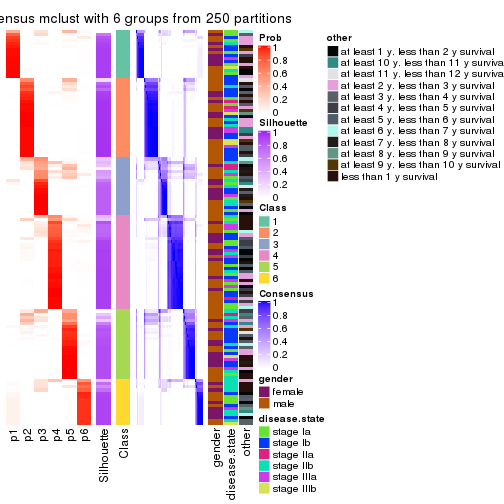 ensus mclust with 6 groups from 250 partitions
Prob
1
0.8
0.6
0.4
0.2
0
Silhouette
1
0.8
0.6
0.4
0.2
0
Class
1
2
3
4
5
6
Consensus
1
0.8
0.6
0.4
0.2
0
gender
female
male
disease.state
stage Ia
stage Ib
stage IIa
stage IIb
stage IIIa
stage IIIb
other
at least 1 y. less than 2 y survival
at least 10 y. less than 11 y survival
at least 11 y. less than 12 y surviva
at least 2 y. less than 3 y survival
at least 3 y. less than 4 y survival
at least 4 y. less than 5 y survival
at least 5 y. less than 6 y survival
at least 6 y. less than 7 y survival
at least 7 y. less than 8 y survival
at least 8 y. less than 9 y survival
at least 9 y. less than 10 y survival
less than 1 y survival
p1
p2
p3
p4
p5
p6
Silhouette
Class
gender
disease.state
other